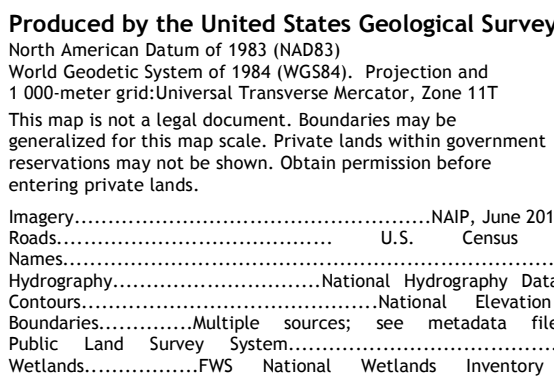 Produced by the United States Geological Survey
North American Datum of 1983 (NAD83)
World Geodetic System of 1984 (WGS84). Projection and
1 000-meter grid:Universal Transverse Mercator, Zone 11T
This map is not a legal document. Boundaries may be
generalized for this map scale. Private lands within government
reservations may not be shown. Obtain permission before
entering private lands.
Imagery.....................................................NAIP, June 201
Roads......................................... U.S. Census
Names.....................................................................
Hydrography...............................National Hydrography Data
Contours............................................National Elevation
Boundaries..............Multiple sources; see metadata file
Public Land Survey System........................................
Wetlands.................FWS National Wetlands Inventory